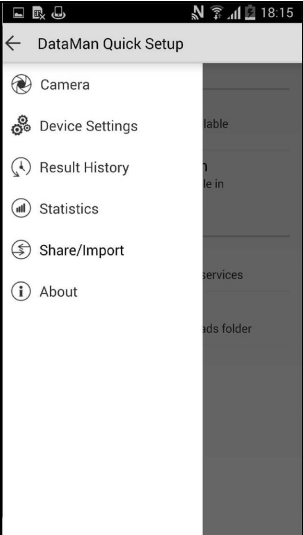 18:15
DataMan Quick Setup
Camera
lable
Device Settings
n
Result History
le in
Statistics
Share/Import
services
About
ads folder